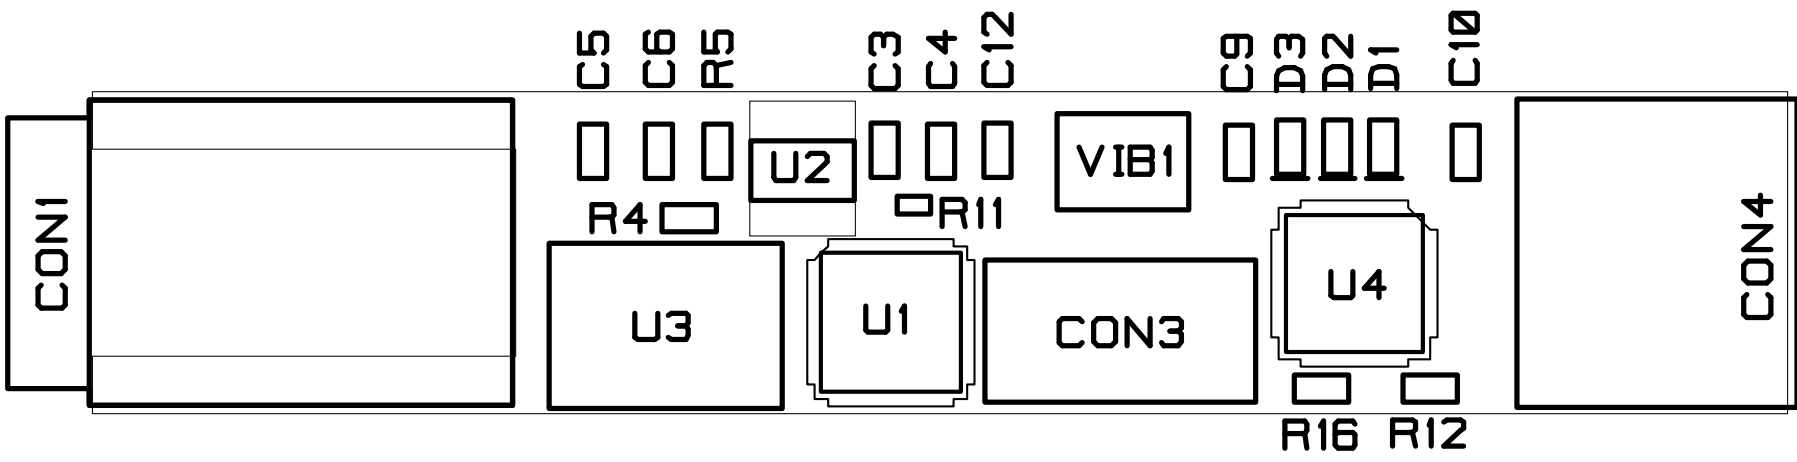 C5 C6 R5 C3 C4 C12 C9 D3 D2 D1 C10
U2 VIB1
R4 R11
CON1 CON4
U3 U1 CON3 U4
R16 R12